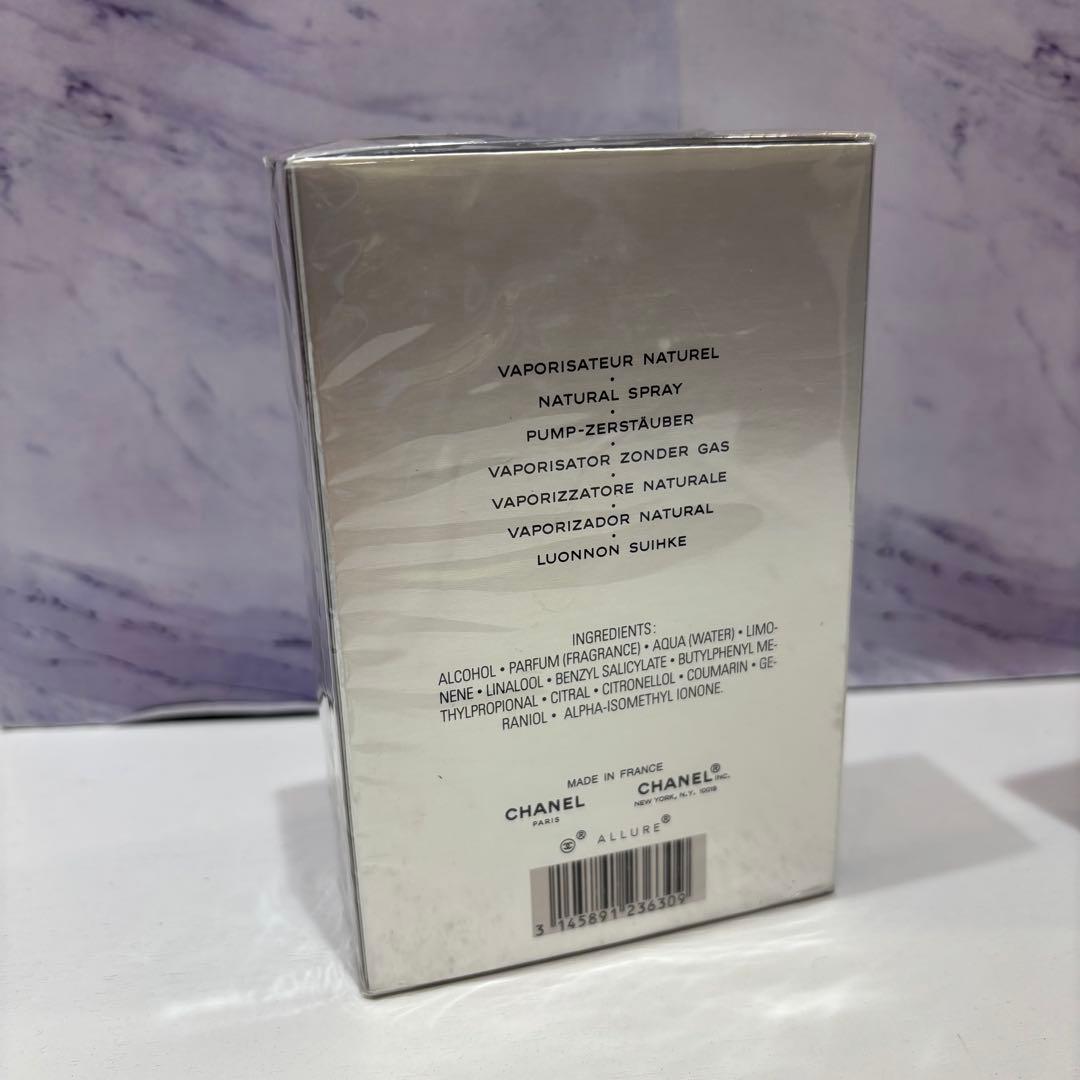 VAPORISATEUR NATUREL
•
NATURAL SPRAY
•
PUMP-ZERSTÄUBER
•
VAPORISATOR ZONDER GAS
•
VAPORIZZATORE NATURALE
•
VAPORIZADOR NATURAL
•
LUONNON SUIHKE
INGREDIENTS:
ALCOHOL • PARFUM (FRAGRANCE) • AQUA (WATER) • LIMO-
NENE • LINALOOL • BENZYL SALICYLATE • BUTYLPHENYL ME-
THYLPROPIONAL • CITRAL • CITRONELLOL • COUMARIN • GE-
RANIOL • ALPHA-ISOMETHYL IONONE.
MADE IN FRANCE
CHANEL
PARIS
CHANEL® INC.
NEW YORK, N.Y. 10019
® ALLURE®
3 145891 236309